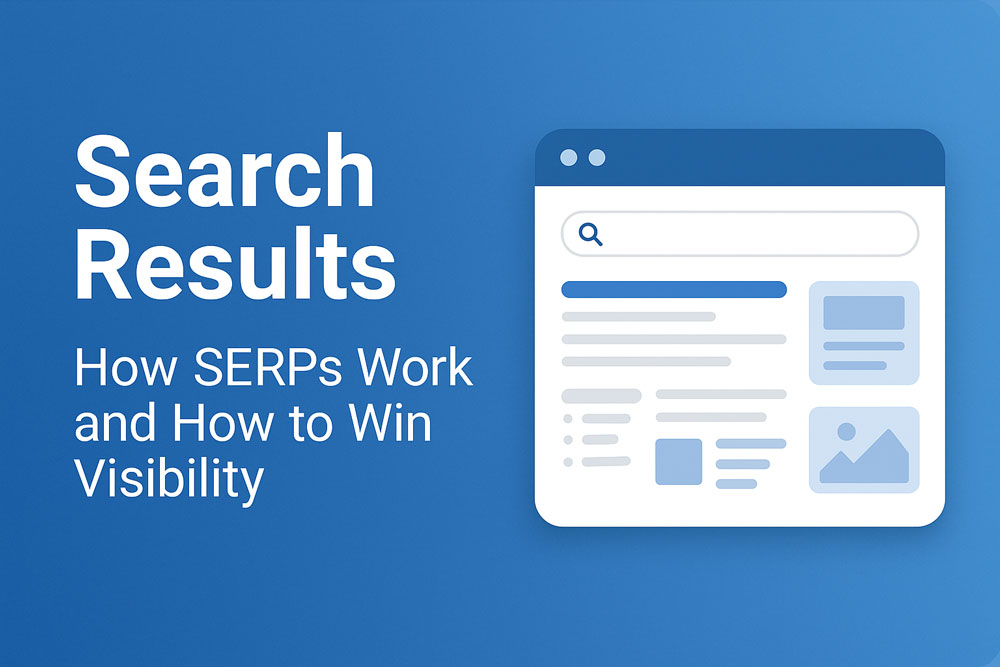 Search
Results
How SERPs Work
and How to Win
Visibility